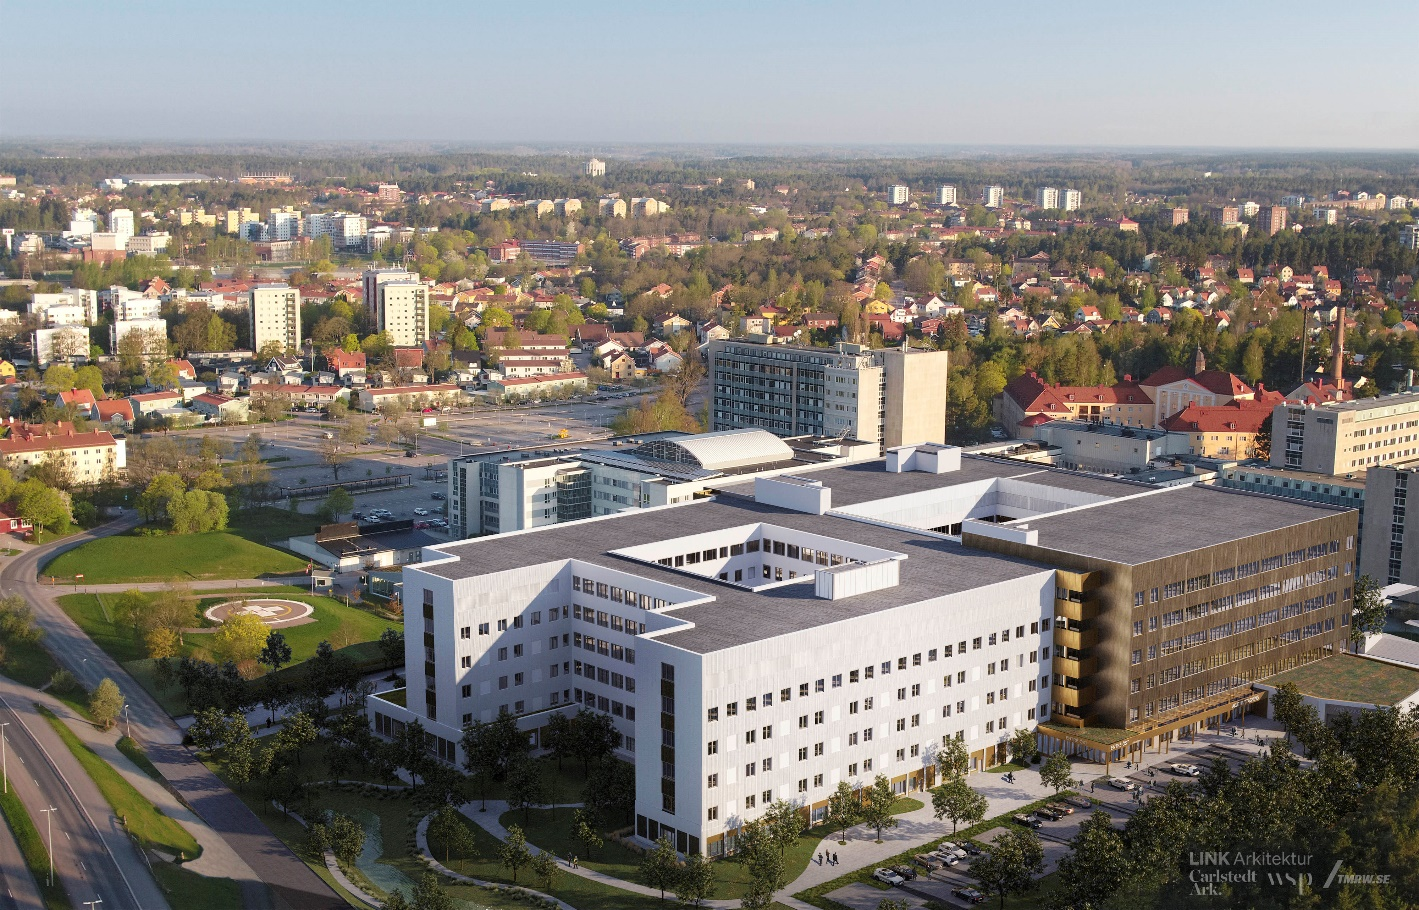 LINK Arkitektur
Carlstedt Ark.
wsp
TMRW.SE